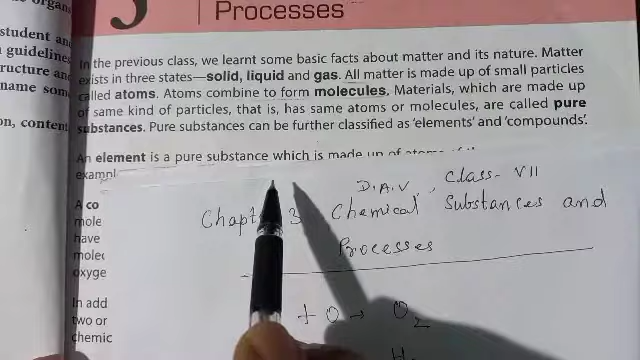 Processes
In the previous class, we learnt some basic facts about matter and its nature. Matter
exists in three states—solid, liquid and gas. All matter is made up of small particles
called atoms. Atoms combine to form molecules. Materials, which are made up
of same kind of particles, that is, has same atoms or molecules, are called pure
substances. Pure substances can be further classified as 'elements' and 'compounds'.
An element is a pure substance which is made up of
student and
guideline
name som
on, content
A co
mole
have
molec
oxyge
In add
two or
chemic
D.A.V, Class-VII
3 Chemical Substances and
Processes
+ O → O₂